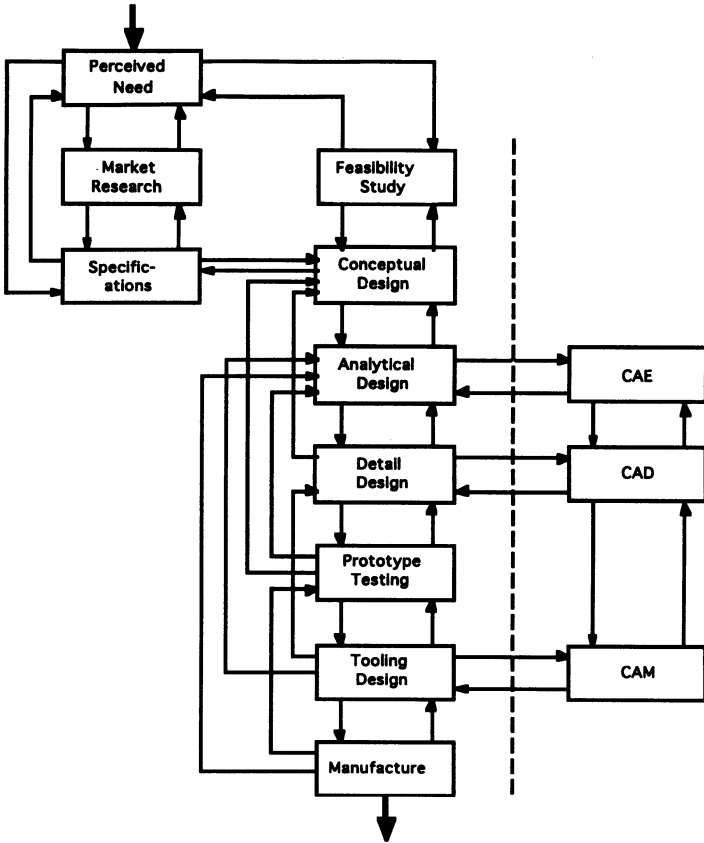 Perceived
Need
Market
Research
Feasibility
Study
Specific-
ations
Conceptual
Design
Analytical
Design
CAE
Detail
Design
CAD
Prototype
Testing
Tooling
Design
CAM
Manufacture